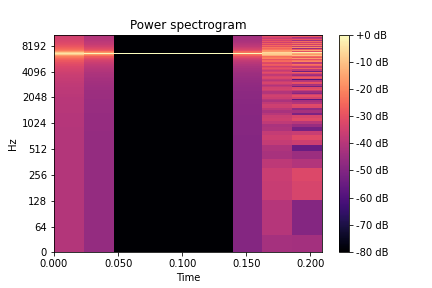 Power spectrogram
8192
4096
2048
1024
512
256
128
64
0
Hz
0.000 0.050 0.100 0.150 0.200
Time
+0 dB
-10 dB
-20 dB
-30 dB
-40 dB
-50 dB
-60 dB
-70 dB
-80 dB